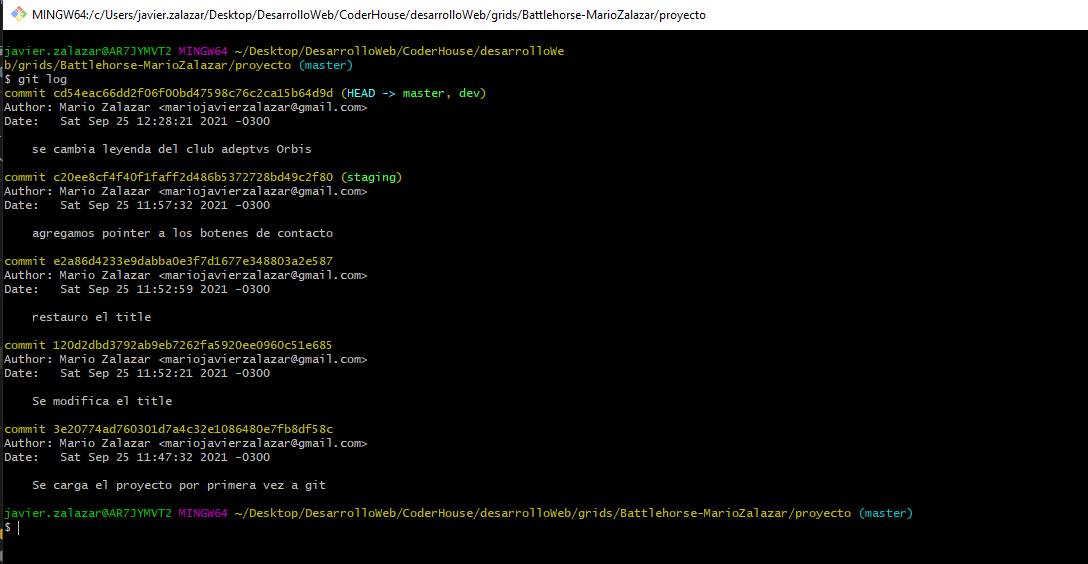 MINGW64:/c/Users/javier.zalazar/Desktop/DesarrolloWeb/CoderHouse/desarrolloWeb/grids/Battlehorse-MarioZalazar/proyecto
javier.zalazar@AR7JYMVT2 MINGW64 ~/Desktop/DesarrolloWeb/CoderHouse/desarrolloWe
b/grids/Battlehorse-MarioZalazar/proyecto (master)
$ git log
commit cd54eac66dd2f06f00bd47598c76c2ca15b64d9d (HEAD -> master, dev)
Author: Mario Zalazar <mariojavierzalazar@gmail.com>
Date:   Sat Sep 25 12:28:21 2021 -0300
se cambia leyenda del club adeptvs Orbis
commit c20ee8cf4f40f1faff2d486b5372728bd49c2f80 (staging)
Author: Mario Zalazar <mariojavierzalazar@gmail.com>
Date:   Sat Sep 25 11:57:32 2021 -0300
agregamos pointer a los botenes de contacto
commit e2a86d4233e9dabba0e3f7d1677e348803a2e587
Author: Mario Zalazar <mariojavierzalazar@gmail.com>
Date:   Sat Sep 25 11:52:59 2021 -0300
restauro el title
commit 120d2dbd3792ab9eb7262fa5920ee0960c51e685
Author: Mario Zalazar <mariojavierzalazar@gmail.com>
Date:   Sat Sep 25 11:52:21 2021 -0300
Se modifica el title
commit 3e20774ad760301d7a4c32e1086480e7fb8df58c
Author: Mario Zalazar <mariojavierzalazar@gmail.com>
Date:   Sat Sep 25 11:47:32 2021 -0300
Se carga el proyecto por primera vez a git
javier.zalazar@AR7JYMVT2 MINGW64 ~/Desktop/DesarrolloWeb/CoderHouse/desarrolloWeb/grids/Battlehorse-MarioZalazar/proyecto (master)
$